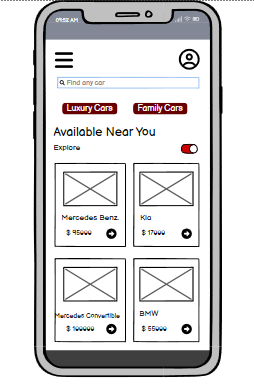 09:52 AM
Find any car
Luxury Cars Family Cars
Available Near You
Explore
Mercedes Benz. Kia
$ 95000 $ 17000
Mercedes Convertible BMW
$ 100000 $ 55000